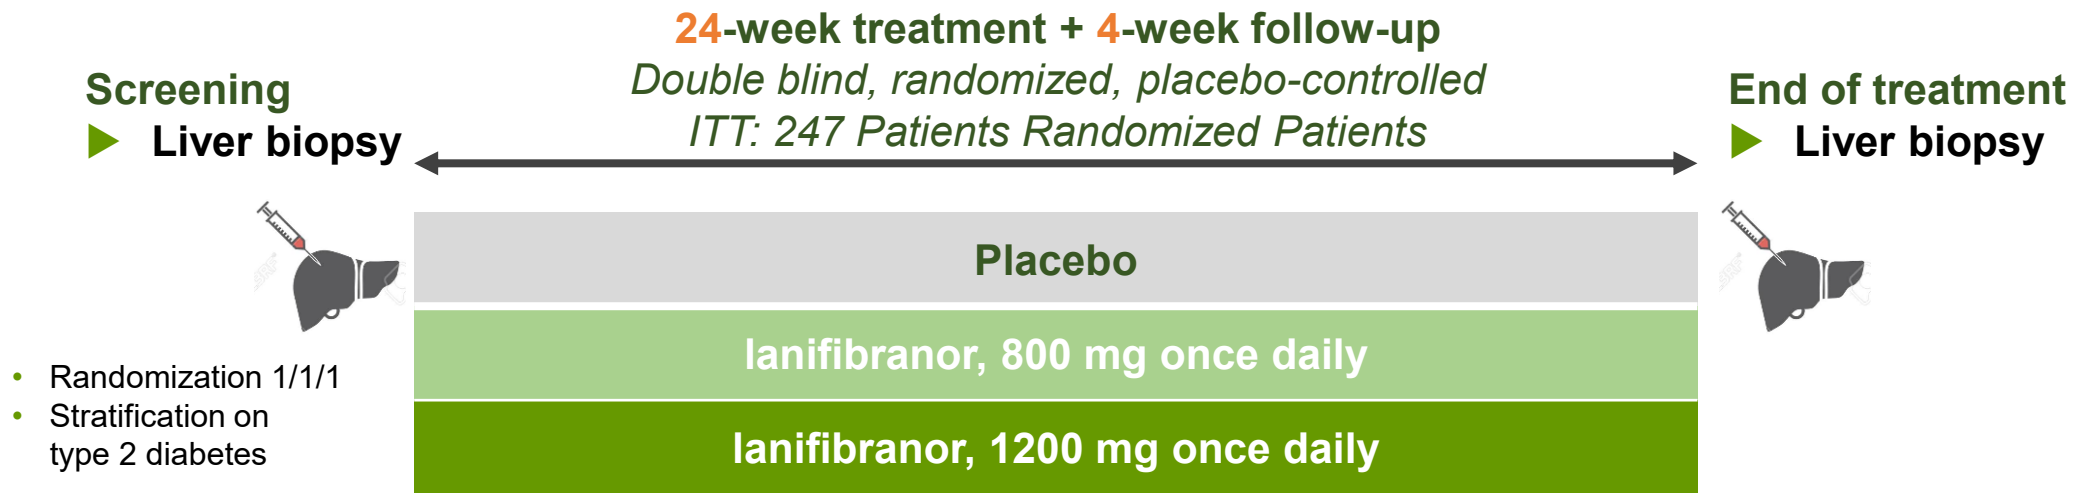 24-week treatment + 4-week follow-up
Double blind, randomized, placebo-controlled
ITT: 247 Patients Randomized Patients
Screening
Liver biopsy
End of treatment
Liver biopsy
Placebo
lanifibranor, 800 mg once daily
lanifibranor, 1200 mg once daily
• Randomization 1/1/1
• Stratification on
type 2 diabetes